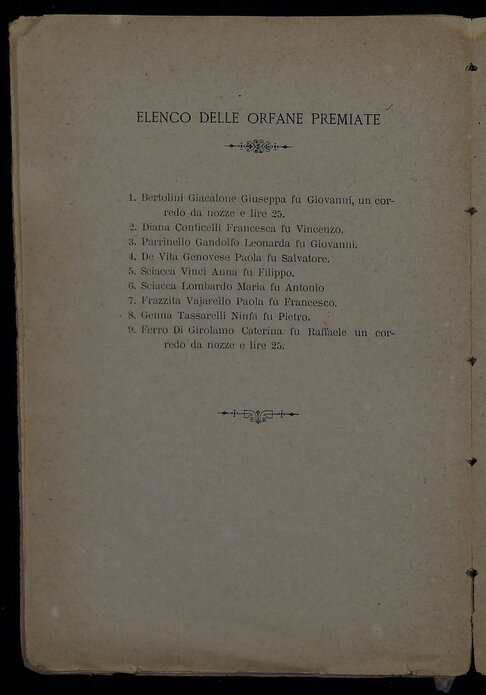 ELENCO DELLE ORFANE PREMIATE
1. Bertolini Giacalone Giuseppa fu Giovanni, un cor-
redo da nozze e lire 25.
2. Diana Conticelli Francesca fu Vincenzo.
3. Parrinello Gandolfo Leonarda fu Giovanni.
4. De Vita Genovese Paola fu Salvatore.
5. Sciacca Vinci Anna fu Filippo.
6. Sciacca Lombardo Maria fu Antonio
7. Frazzita Vajarello Paola fu Francesco.
8. Genna Tassarelli Ninfa fu Pietro.
9. Ferro Di Girolamo Caterina fu Raffaele un cor-
redo da nozze e lire 25.